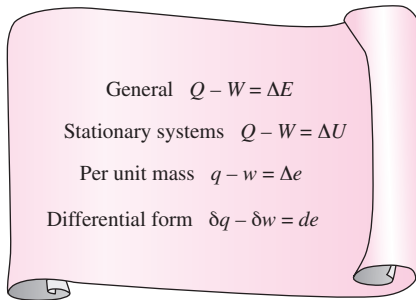 General Q – W = ΔE
Stationary systems Q – W = ΔU
Per unit mass q – w = Δe
Differential form δq – δw = de